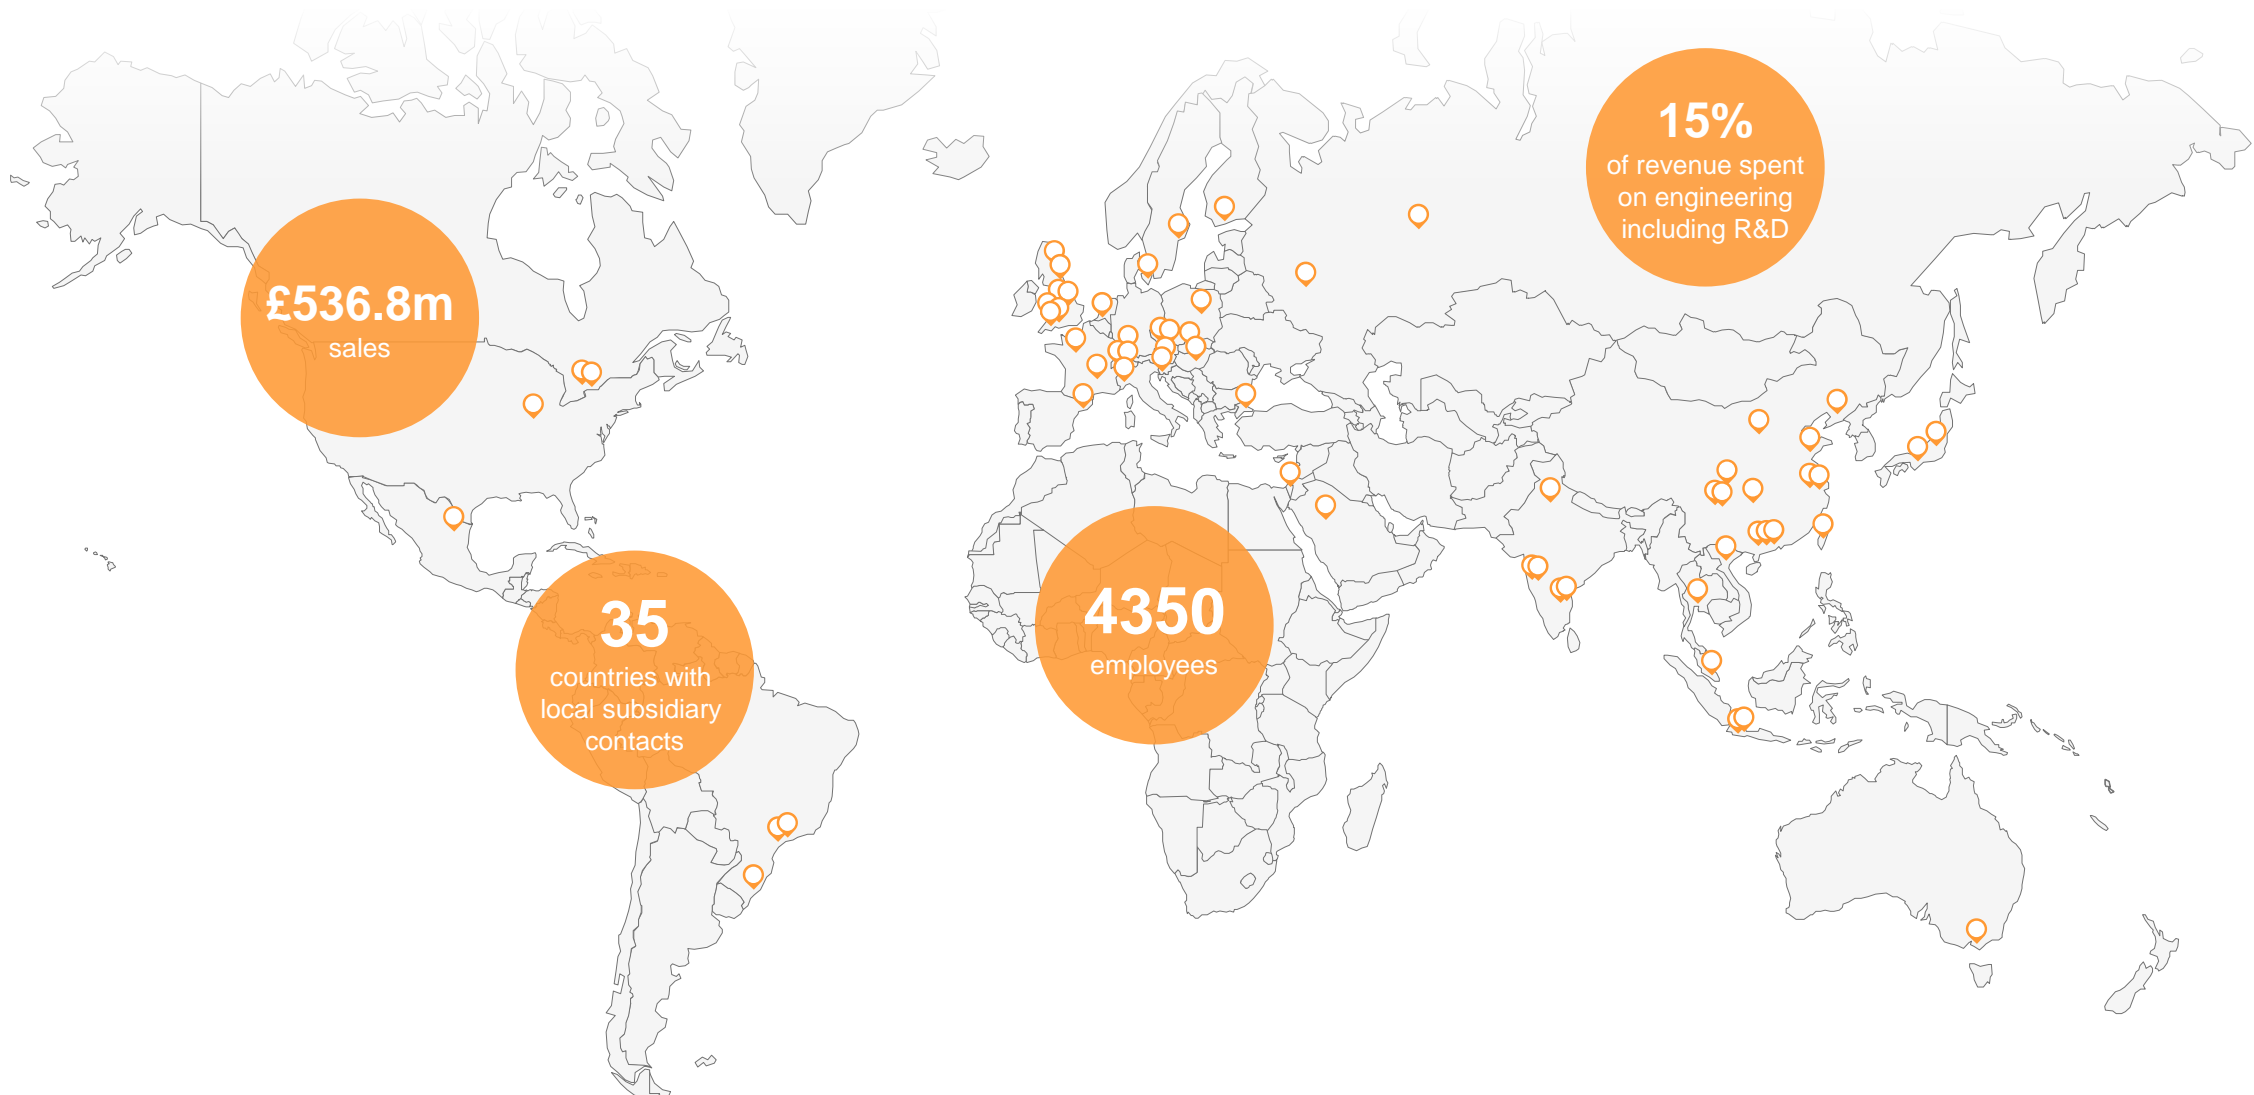 15%
of revenue spent
on engineering
including R&D
£536.8m
sales
35
countries with
local subsidiary
contacts
4350
employees